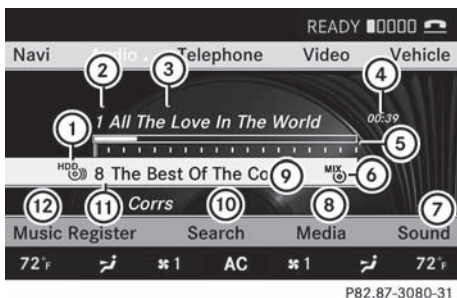 READY
Navi Audio Telephone Video Vehicle
2 3 4
1 All The Love In The World 00:39
1 5
HDD 8 The Best Of The Co 9 MIX 6
12 11 Corrs 10 8 7
Music Register Search Media Sound
72°F 1 AC 1 72°F
P82.87-3080-31